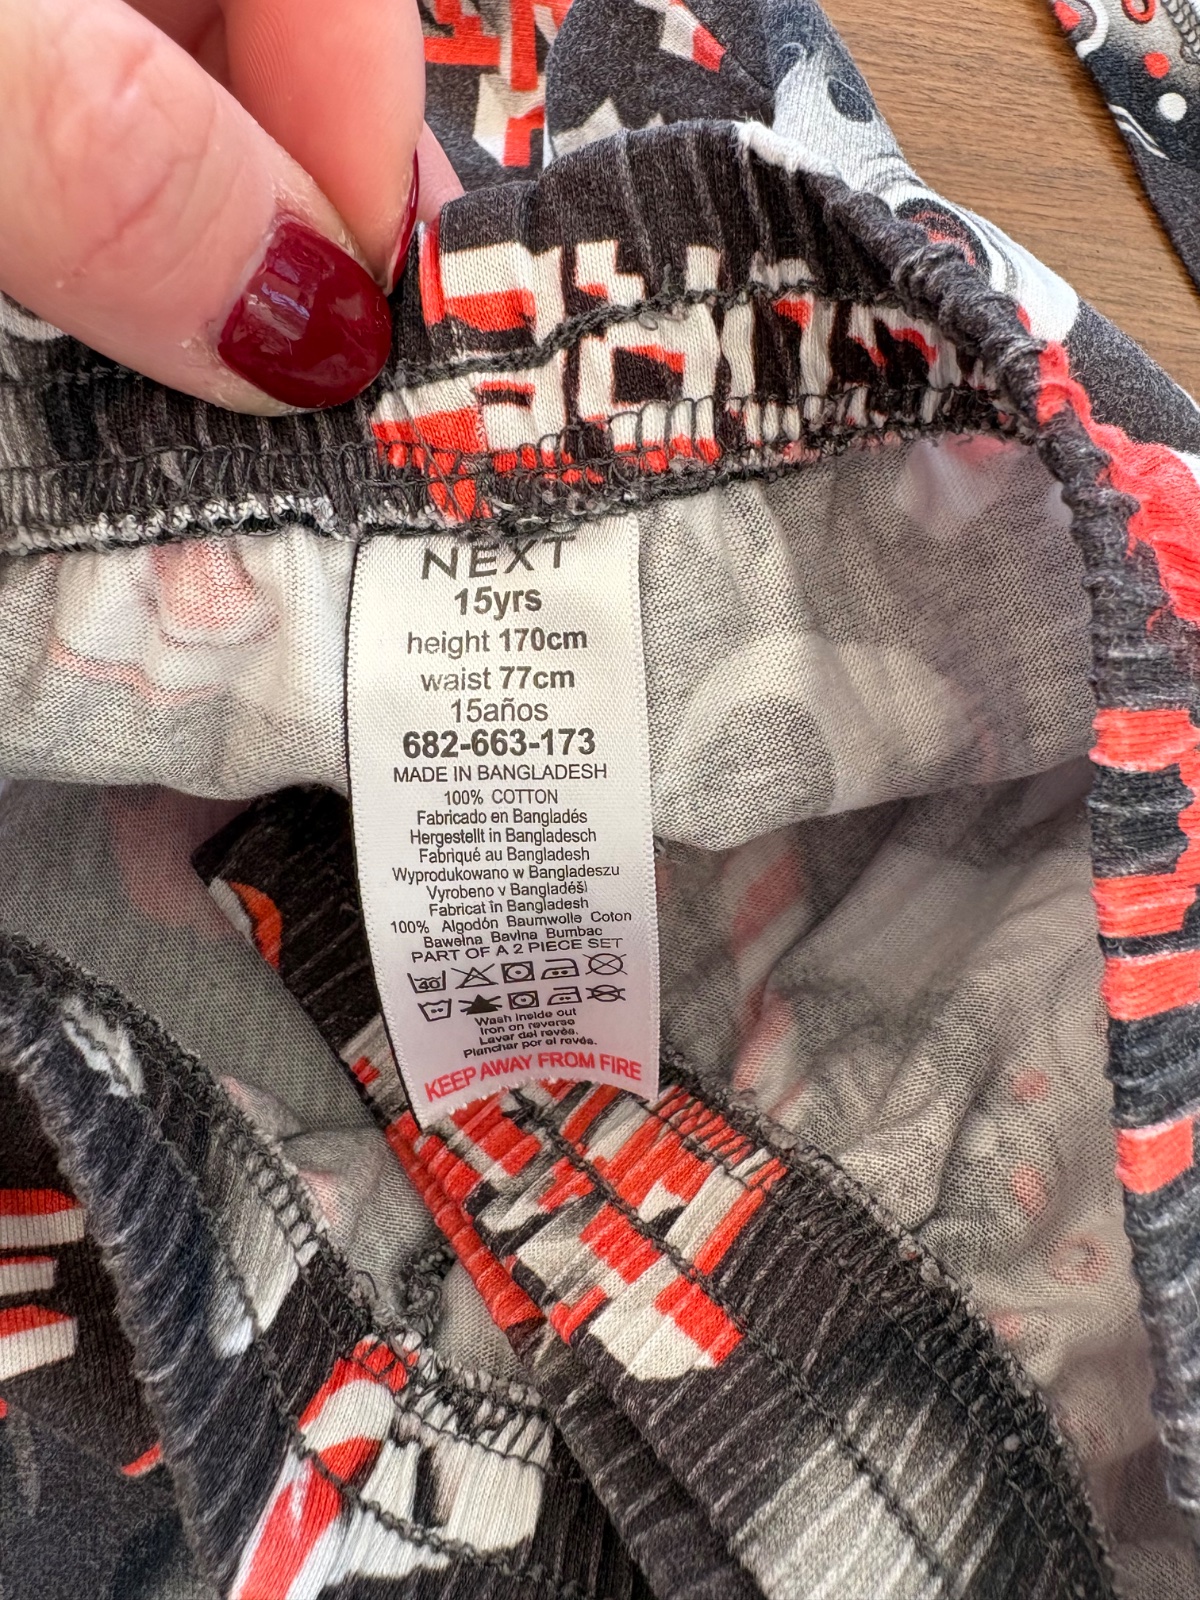 NEXT
15yrs
height 170cm
waist 77cm
15años
682-663-173
MADE IN BANGLADESH
100% COTTON
Fabricado en Bangladés
Hergestellt in Bangladesch
Fabriqué au Bangladesh
Wyprodukowano w Bangladeszu
Vyrobeno v Bangladéši
Fabricat în Bangladesh
100% Algodón Baumwolle Coton
Bawełna Bavlna Bumbac
PART OF A 2 PIECE SET
40
Wash inside out
Iron on reverse
Lavar del revés.
Planchar por el revés.
KEEP AWAY FROM FIRE